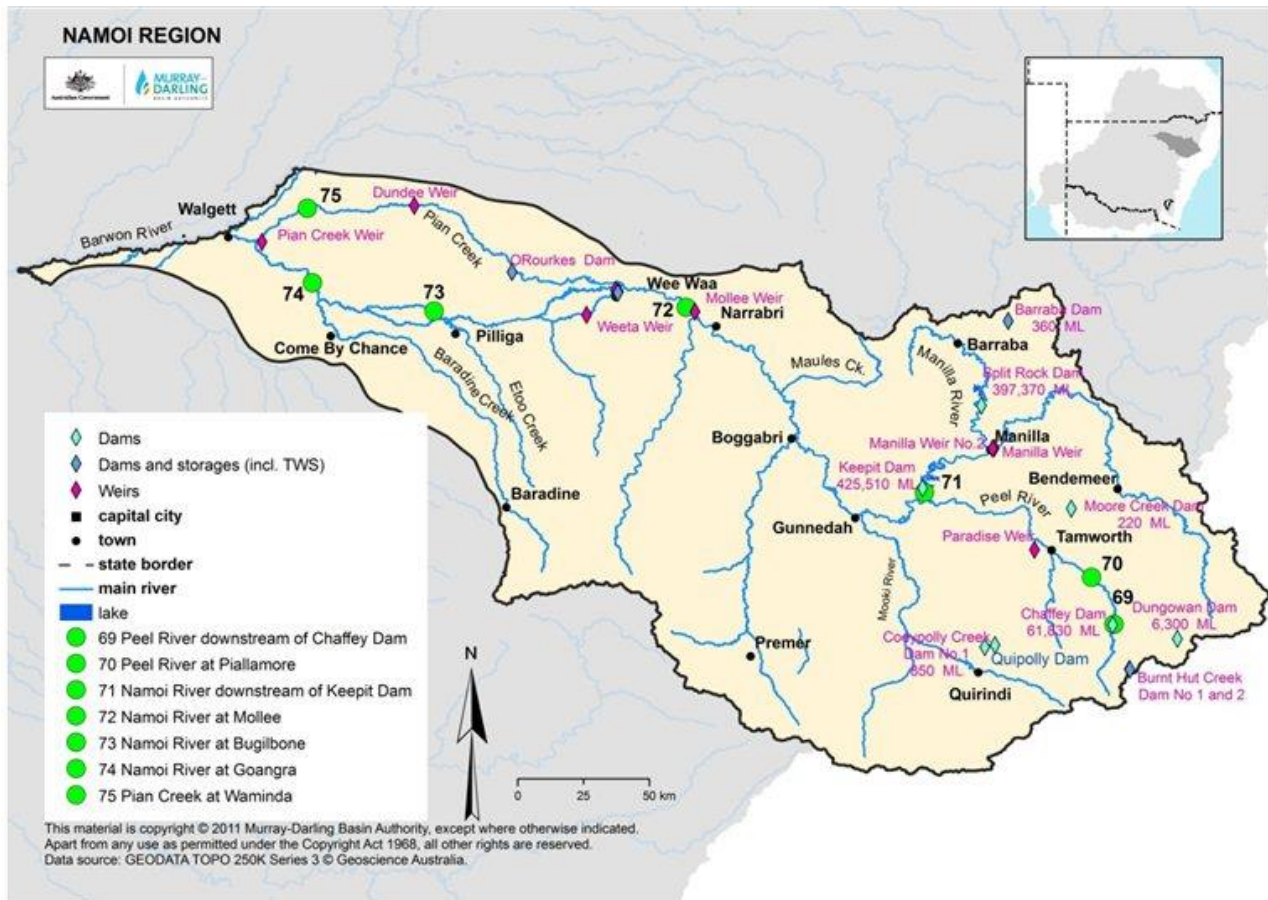 NAMOI REGION
Australian Government
MURRAY-
DARLING
BASIN AUTHORITY
75
Dundee Weir
Walgett
Barwon River
Pian Creek Weir
Pian Creek
ORourkes Dam
74
73
Wee Waa
72
Mollee Weir
Narrabri
Weeta Weir
Pilliga
Come By Chance
Baradine Creek
Etoo Creek
Maules Ck.
Barraba Dam
360 ML
Barraba
Manilla River
Split Rock Dam
397,370 ML
Boggabri
Manilla Weir No.2
Manilla
Manilla Weir
Keepit Dam
425,510 ML
71
Bendemeer
Peel River
Moore Creek Dam
220 ML
Baradine
Gunnedah
Paradise Weir
Tamworth
70
Mooki River
69
Chaffey Dam
61,830 ML
Dungowan Dam
6,300 ML
Premer
Dam No.1
850 ML
Quipolly Dam
Quirindi
Burnt Hut Creek
Dam No 1 and 2
Dams
Dams and storages (incl. TWS)
Weirs
capital city
town
state border
main river
lake
69 Peel River downstream of Chaffey Dam
70 Peel River at Piallamore
71 Namoi River downstream of Keepit Dam
72 Namoi River at Mollee
73 Namoi River at Bugilbone
74 Namoi River at Goangra
75 Pian Creek at Waminda
N
0 25 50 km
This material is copyright © 2011 Murray-Darling Basin Authority, except where otherwise indicated.
Apart from any use as permitted under the Copyright Act 1968, all other rights are reserved.
Data source: GEODATA TOPO 250K Series 3 © Geoscience Australia.